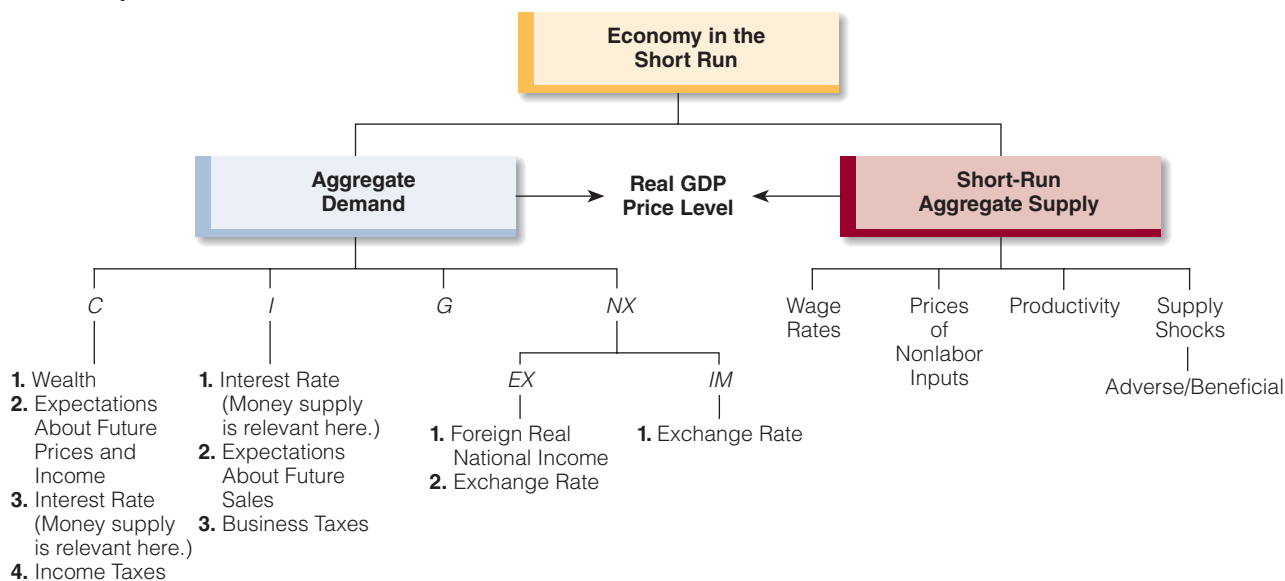 Economy in the
Short Run
Aggregate
Demand
Real GDP
Price Level
Short-Run
Aggregate Supply
C
I
G
NX
Wage
Rates
Prices
of
Nonlabor
Inputs
Productivity
Supply
Shocks
Adverse/Beneficial
1. Wealth
2. Expectations
About Future
Prices and
Income
3. Interest Rate
(Money supply
is relevant here.)
4. Income Taxes
1. Interest Rate
(Money supply
is relevant here.)
2. Expectations
About Future
Sales
3. Business Taxes
EX
IM
1. Foreign Real
National Income
2. Exchange Rate
1. Exchange Rate